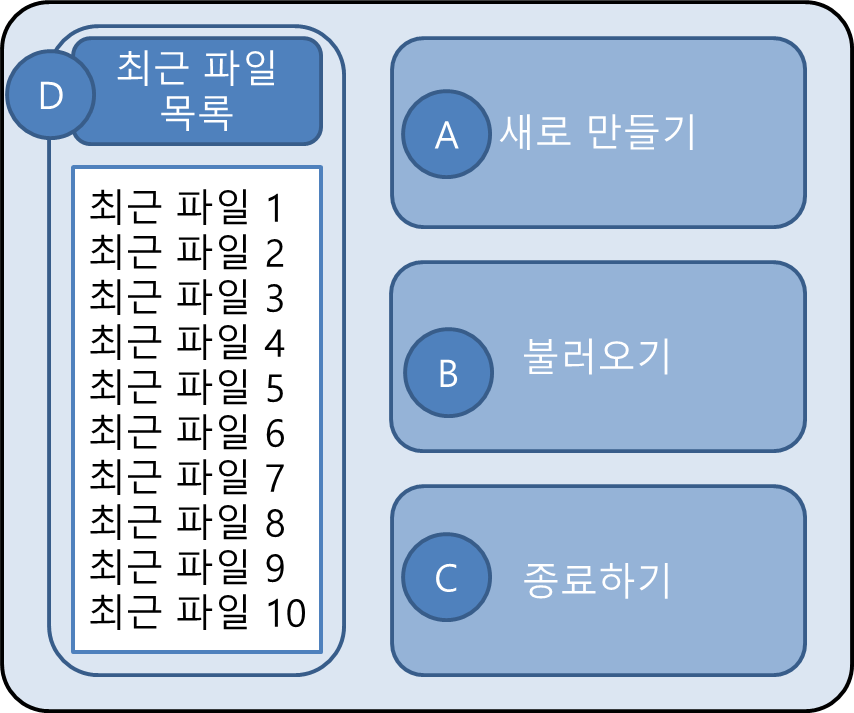 D
최근 파일
목록
최근 파일 1
최근 파일 2
최근 파일 3
최근 파일 4
최근 파일 5
최근 파일 6
최근 파일 7
최근 파일 8
최근 파일 9
최근 파일 10
A 새로 만들기
B 불러오기
C 종료하기